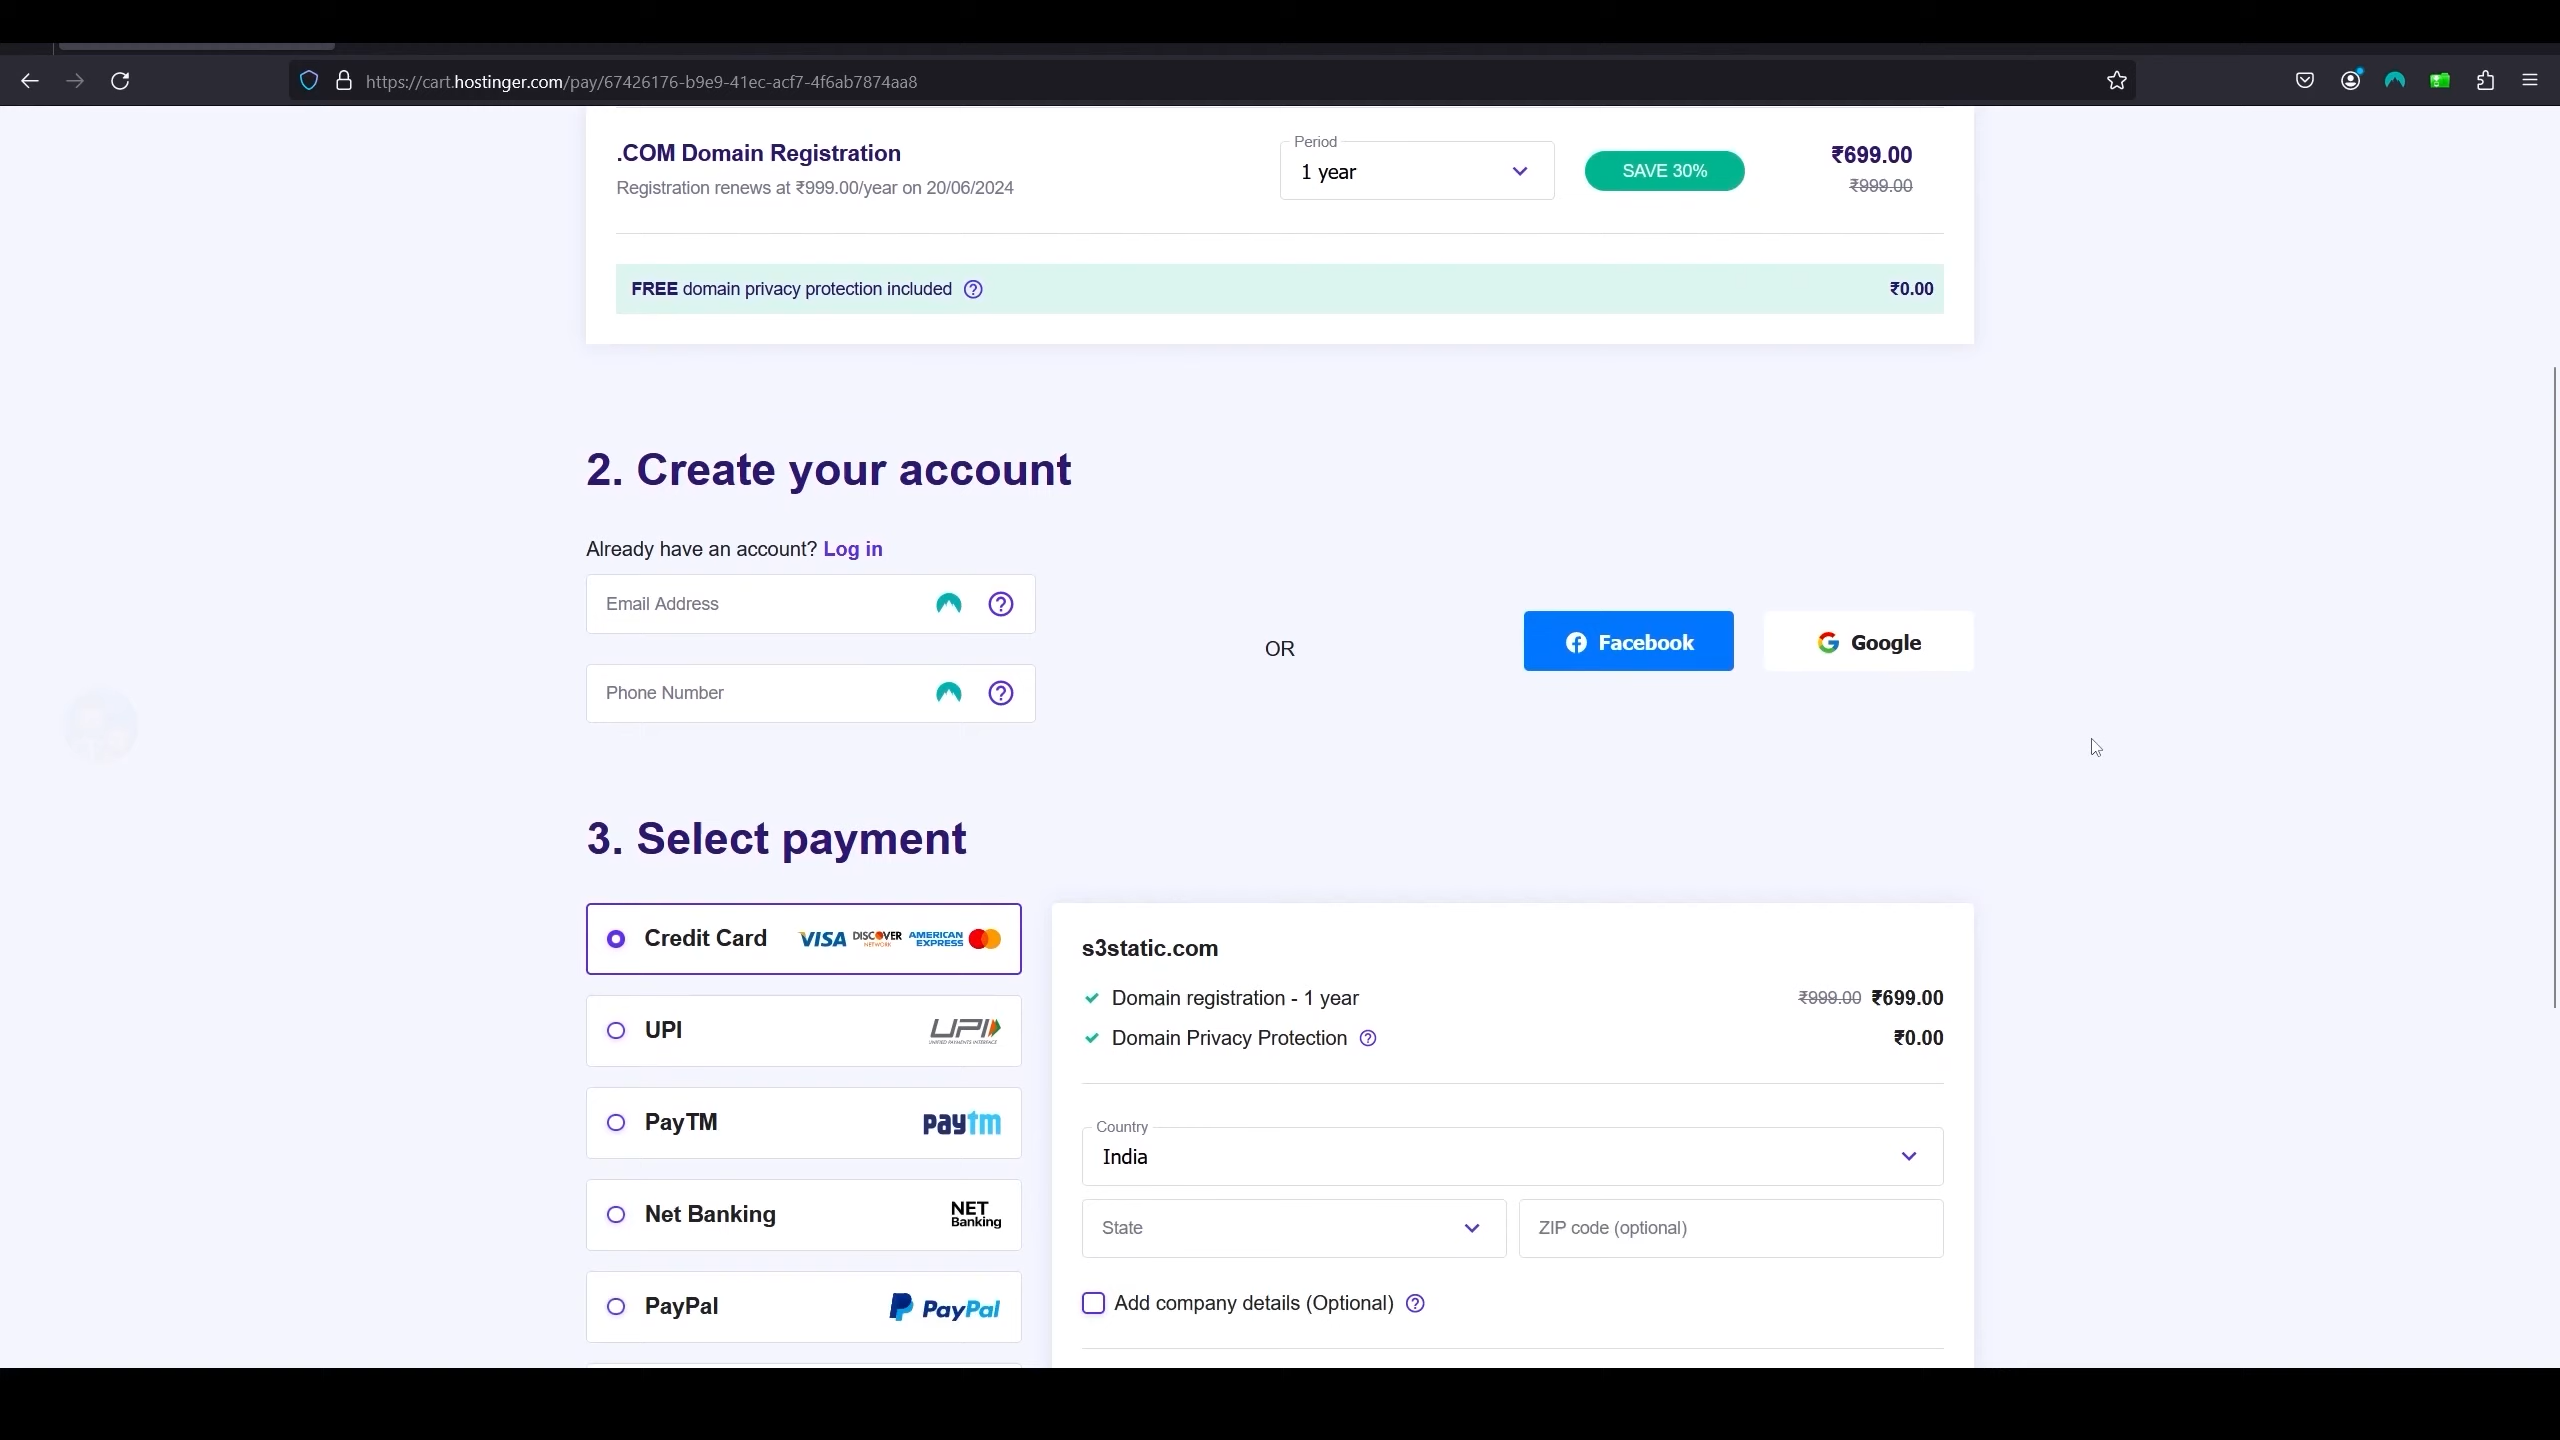 https://cart.hostinger.com/pay/67426176-b9e9-41ec-acf7-4f6ab7874aa8
.COM Domain Registration
Registration renews at ₹999.00/year on 20/06/2024
Period
1 year
SAVE 30%
₹699.00
₹999.00
FREE domain privacy protection included
₹0.00
2. Create your account
Already have an account? Log in
Email Address
Phone Number
OR
Facebook
Google
3. Select payment
Credit Card VISA DISCOVER NETWORK AMERICAN EXPRESS
UPI UPI UNIFIED PAYMENTS INTERFACE
PayTM paytm
Net Banking NET Banking
PayPal PayPal
s3static.com
Domain registration - 1 year ₹999.00 ₹699.00
Domain Privacy Protection ₹0.00
Country
India
State
ZIP code (optional)
Add company details (Optional)